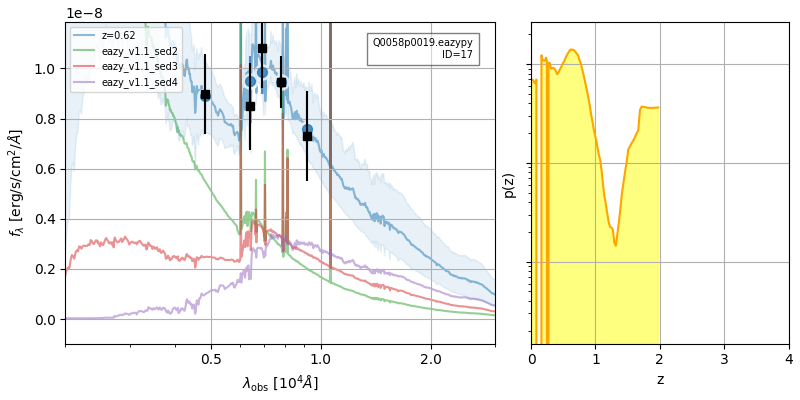 1e−8
z=0.62
eazy_v1.1_sed2
eazy_v1.1_sed3
eazy_v1.1_sed4
Q0058p0019.eazypy
ID=17
1.0
0.8
0.6
0.4
0.2
0.0
f_λ [erg/s/cm²/Å]
0.5 1.0 2.0
λ_obs [10⁴Å]
p(z)
0 1 2 3 4
z